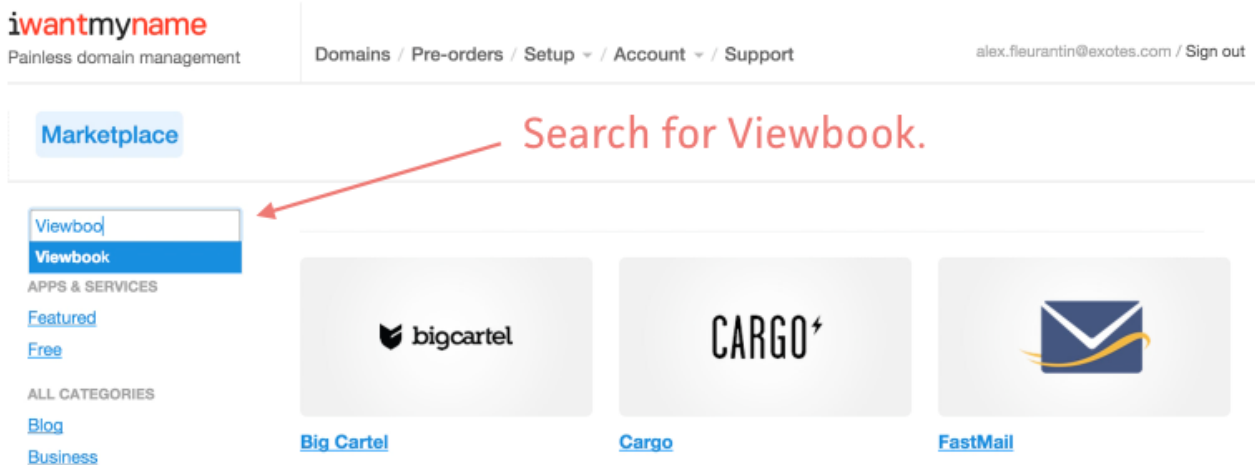 iwantmyname
Painless domain management
Domains / Pre-orders / Setup / Account / Support
alex.fleurantin@exotes.com / Sign out
Marketplace
Search for Viewbook.
Viewboo
Viewbook
APPS & SERVICES
Featured
Free
ALL CATEGORIES
Blog
Business
bigcartel
CARGO
Big Cartel
Cargo
FastMail